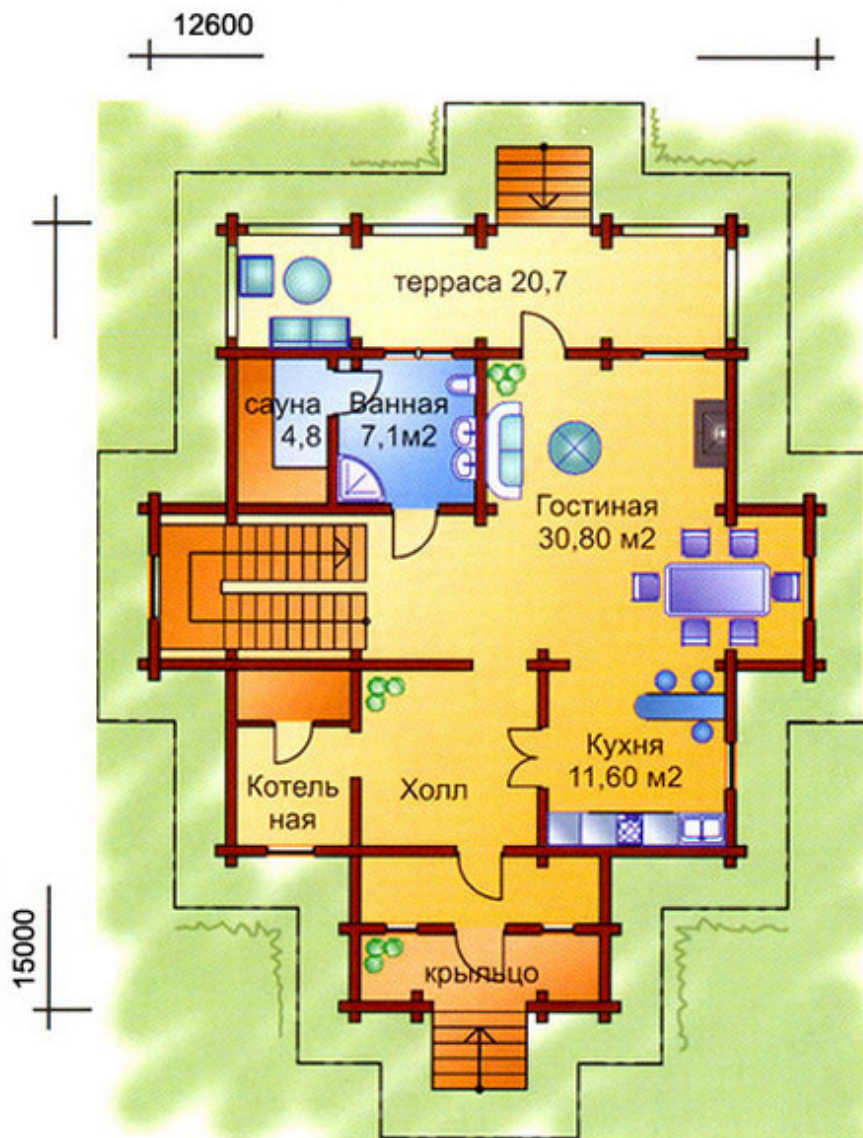 12600
терраса 20,7
сауна
4,8
Ванная
7,1м2
Гостиная
30,80 м2
Кухня
11,60 м2
Котель
ная
Холл
15000
крыльцо